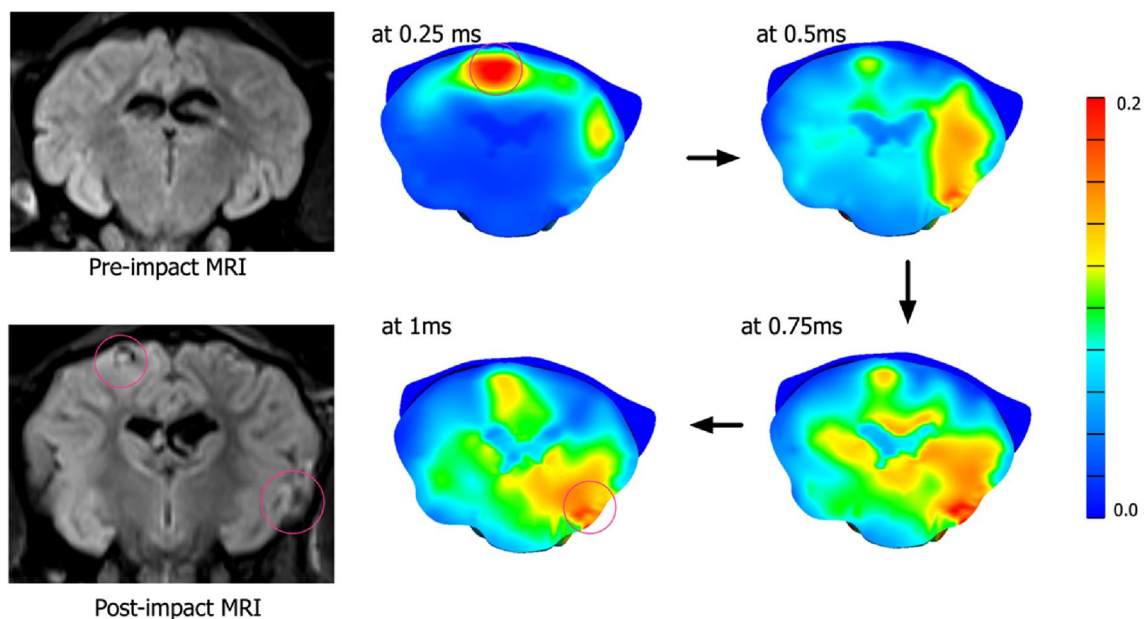 at 0.25 ms
at 0.5ms
0.2
Pre-impact MRI
at 1ms
at 0.75ms
0.0
Post-impact MRI